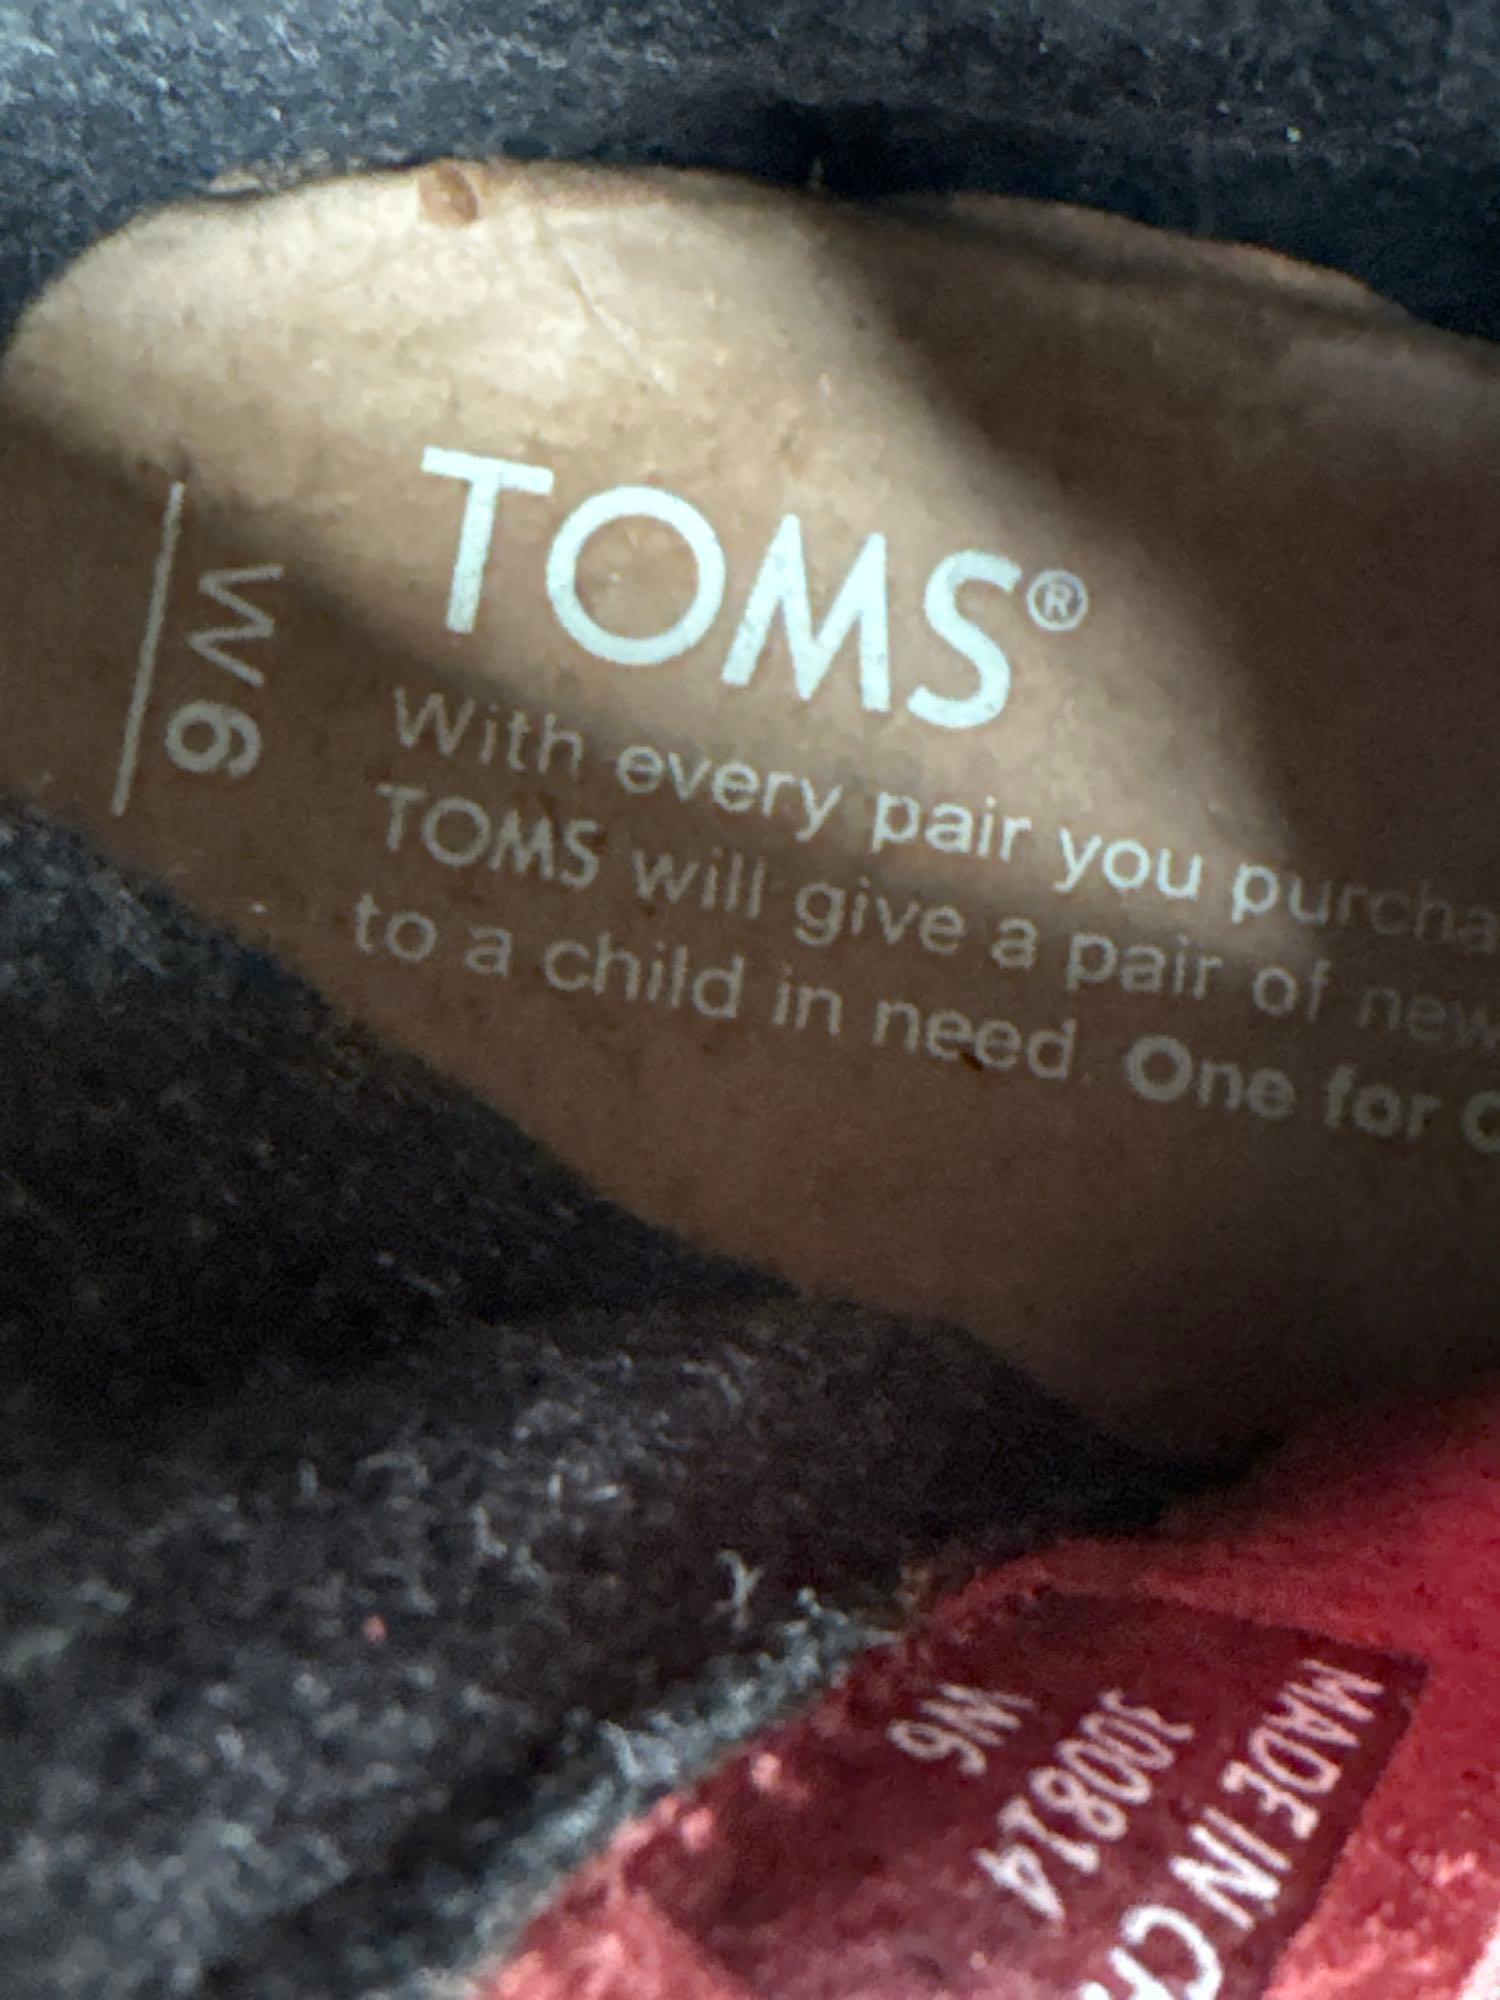 TOMS®
W6
With every pair you purcha
TOMS will give a pair of new
to a child in need. One for O
MADE IN CH
300814
W6